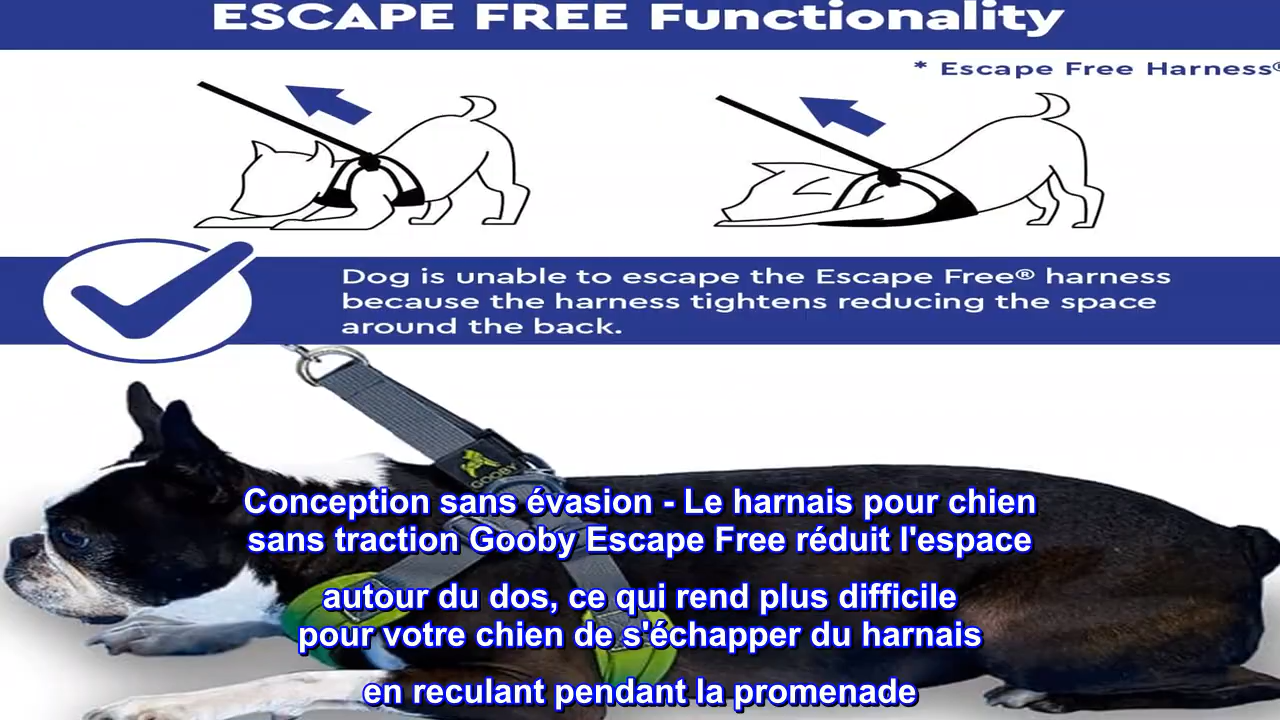 ESCAPE FREE Functionality
* Escape Free Harness®
Dog is unable to escape the Escape Free® harness
because the harness tightens reducing the space
around the back.
GOOBY
Conception sans évasion - Le harnais pour chien
sans traction Gooby Escape Free réduit l'espace
autour du dos, ce qui rend plus difficile
pour votre chien de s'échapper du harnais
en reculant pendant la promenade